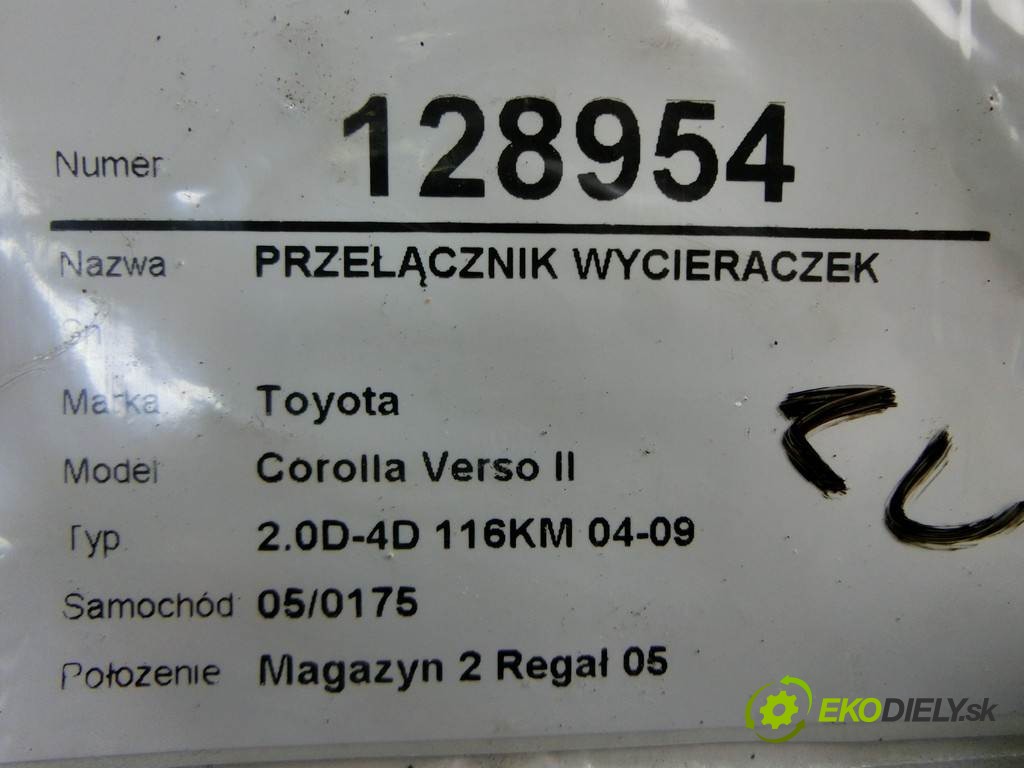 Numer 128954
Nazwa PRZEŁĄCZNIK WYCIERACZEK
Sn
Marka Toyota
Model Corolla Verso II
Typ 2.0D-4D 116KM 04-09
Samochód 05/0175
Położenie Magazyn 2 Regał 05
EKODIELY.sk